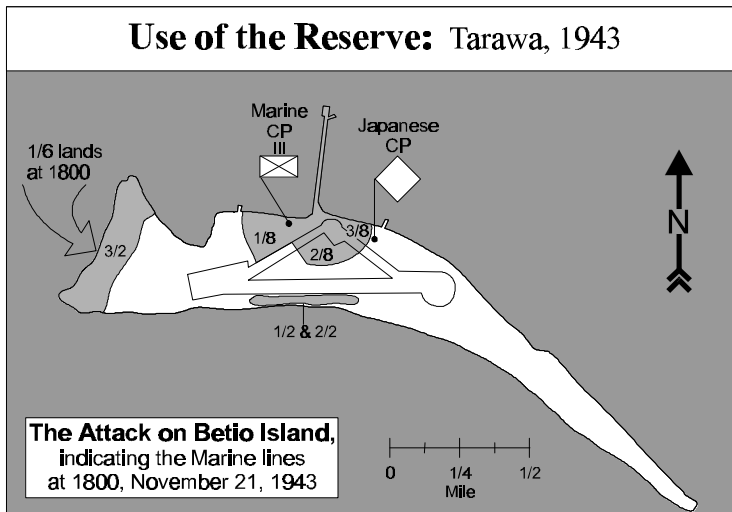 Use of the Reserve: Tarawa, 1943
Marine
CP
III
Japanese
CP
1/6 lands
at 1800
N
3/2
1/8
3/8
2/8
1/2 & 2/2
The Attack on Betio Island,
indicating the Marine lines
at 1800, November 21, 1943
0 1/4 1/2
Mile